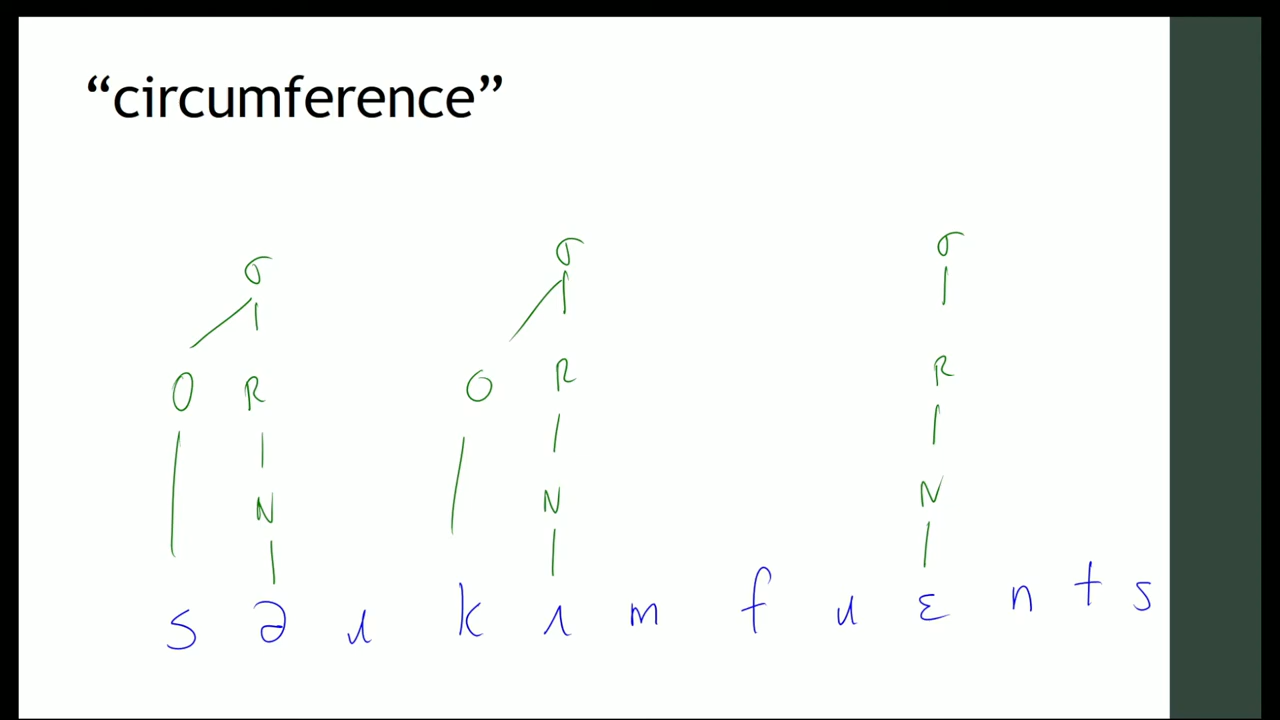 “circumference”
σ σ σ
O R O R R
N N N
s ə ɹ k ɪ m f ɹ ɛ n t s